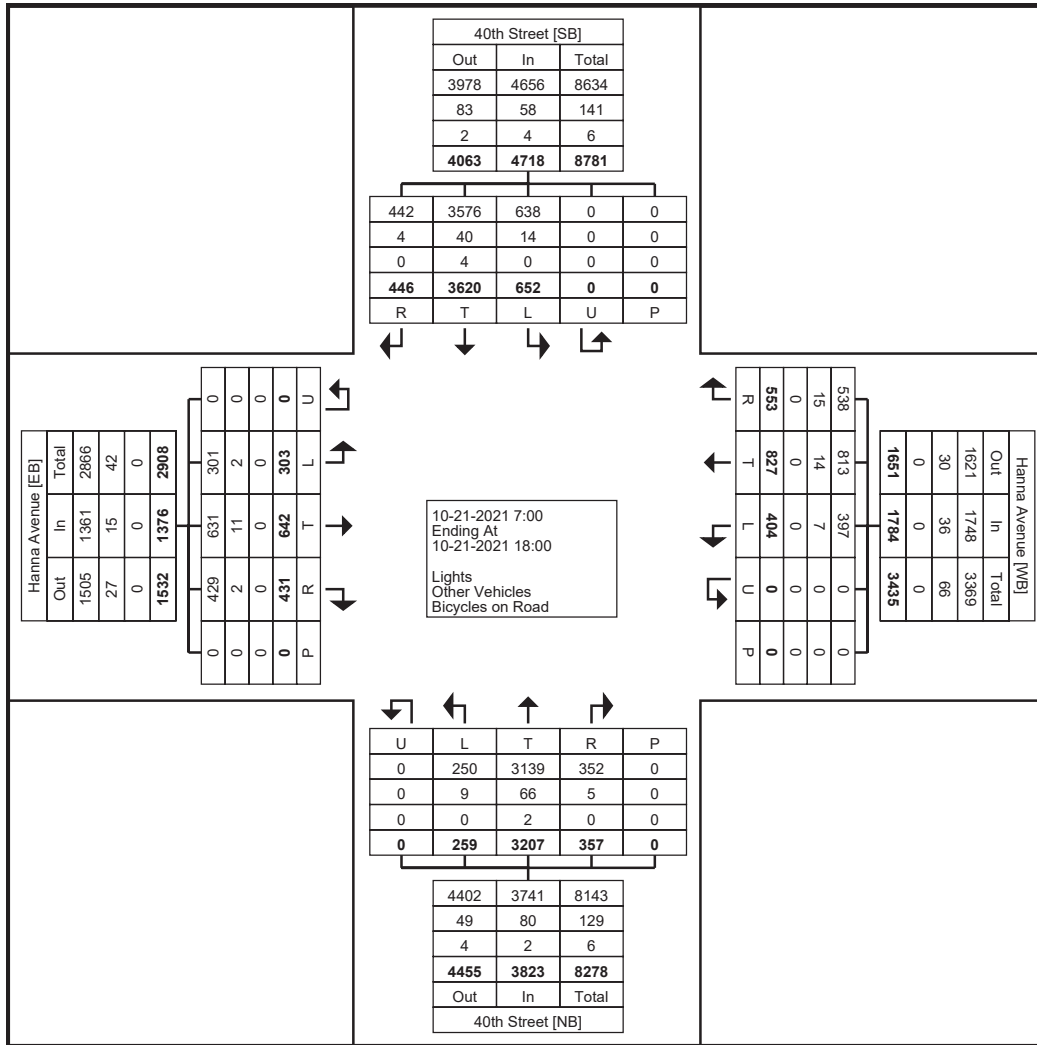 40th Street [SB]
Out In Total
3978 4656 8634
83 58 141
2 4 6
4063 4718 8781
442 3576 638 0 0
4 40 14 0 0
0 4 0 0 0
446 3620 652 0 0
R T L U P
Hanna Avenue [EB]
Total In Out
2866 1361 1505
42 15 27
0 0 0
2908 1376 1532
0 301 631 429 0
0 2 11 2 0
0 0 0 0 0
0 303 642 431 0
U L T R P
10-21-2021 7:00
Ending At
10-21-2021 18:00
Lights
Other Vehicles
Bicycles on Road
Hanna Avenue [WB]
Out In Total
1621 1748 3369
30 36 66
0 0 0
1651 1784 3435
538 813 397 0 0
15 14 7 0 0
0 0 0 0 0
553 827 404 0 0
R T L U P
U L T R P
0 250 3139 352 0
0 9 66 5 0
0 0 2 0 0
0 259 3207 357 0
4402 3741 8143
49 80 129
4 2 6
4455 3823 8278
Out In Total
40th Street [NB]